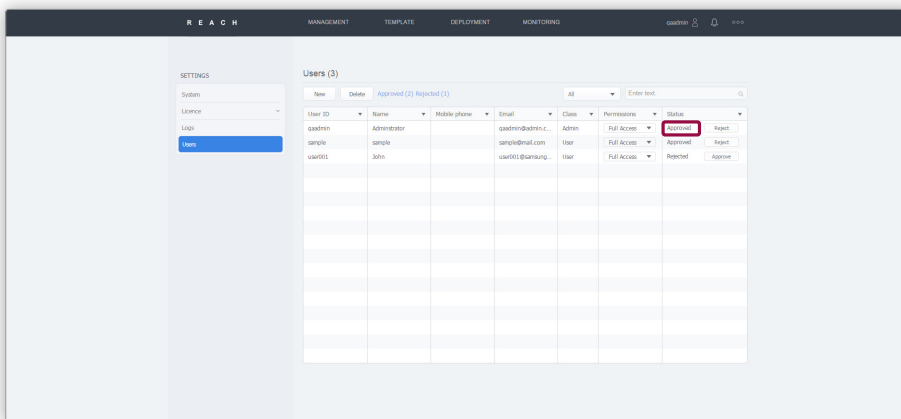 R E A C H MANAGEMENT TEMPLATE DEPLOYMENT MONITORING qaadmin
SETTINGS
System
Licence
Logs
Users
Users (3)
New Delete Approved (2) Rejected (1) All Enter text
User ID Name Mobile phone Email Class Permissions Status
qaadmin Adminstrator qaadmin@admin.c... Admin Full Access Approved Reject
sample sample sample@mail.com User Full Access Approved Reject
user001 John user001@samsung... User Full Access Rejected Approve